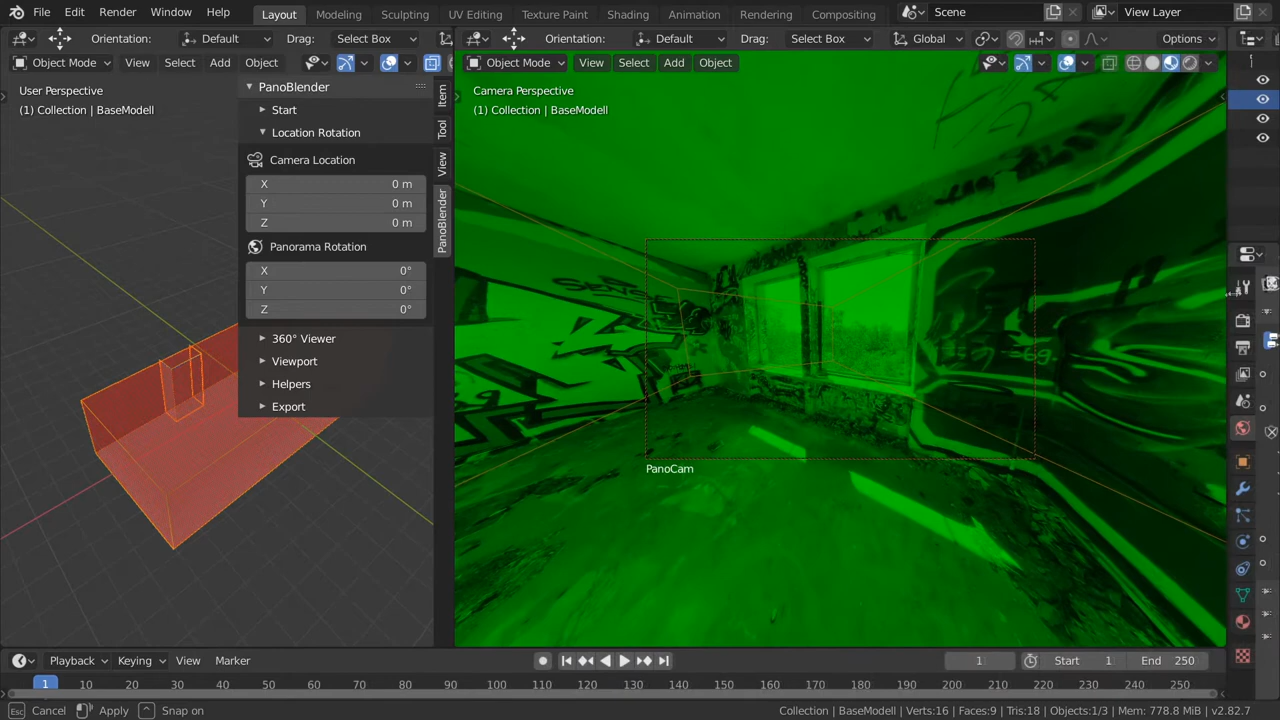 File Edit Render Window Help Layout Modeling Sculpting UV Editing Texture Paint Shading Animation Rendering Compositing Scene View Layer
Orientation: Default Drag: Select Box
Orientation: Default Drag: Select Box Global Options
Object Mode View Select Add Object
Object Mode View Select Add Object
User Perspective
(1) Collection | BaseModell
PanoBlender
Start
Location Rotation
Camera Location
X 0 m
Y 0 m
Z 0 m
Panorama Rotation
X 0°
Y 0°
Z 0°
360° Viewer
Viewport
Helpers
Export
Item
Tool
View
PanoBlender
Camera Perspective
(1) Collection | BaseModell
PanoCam
Playback Keying View Marker 1 Start 1 End 250
1 10 20 30 40 50 60 70 80 90 100 110 120 130 140 150 160 170 180 190 200 210 220 230 240 250
Esc Cancel Apply ^ Snap on Collection | BaseModell | Verts:16 | Faces:9 | Tris:18 | Objects:1/3 | Mem: 778.8 MiB | v2.82.7